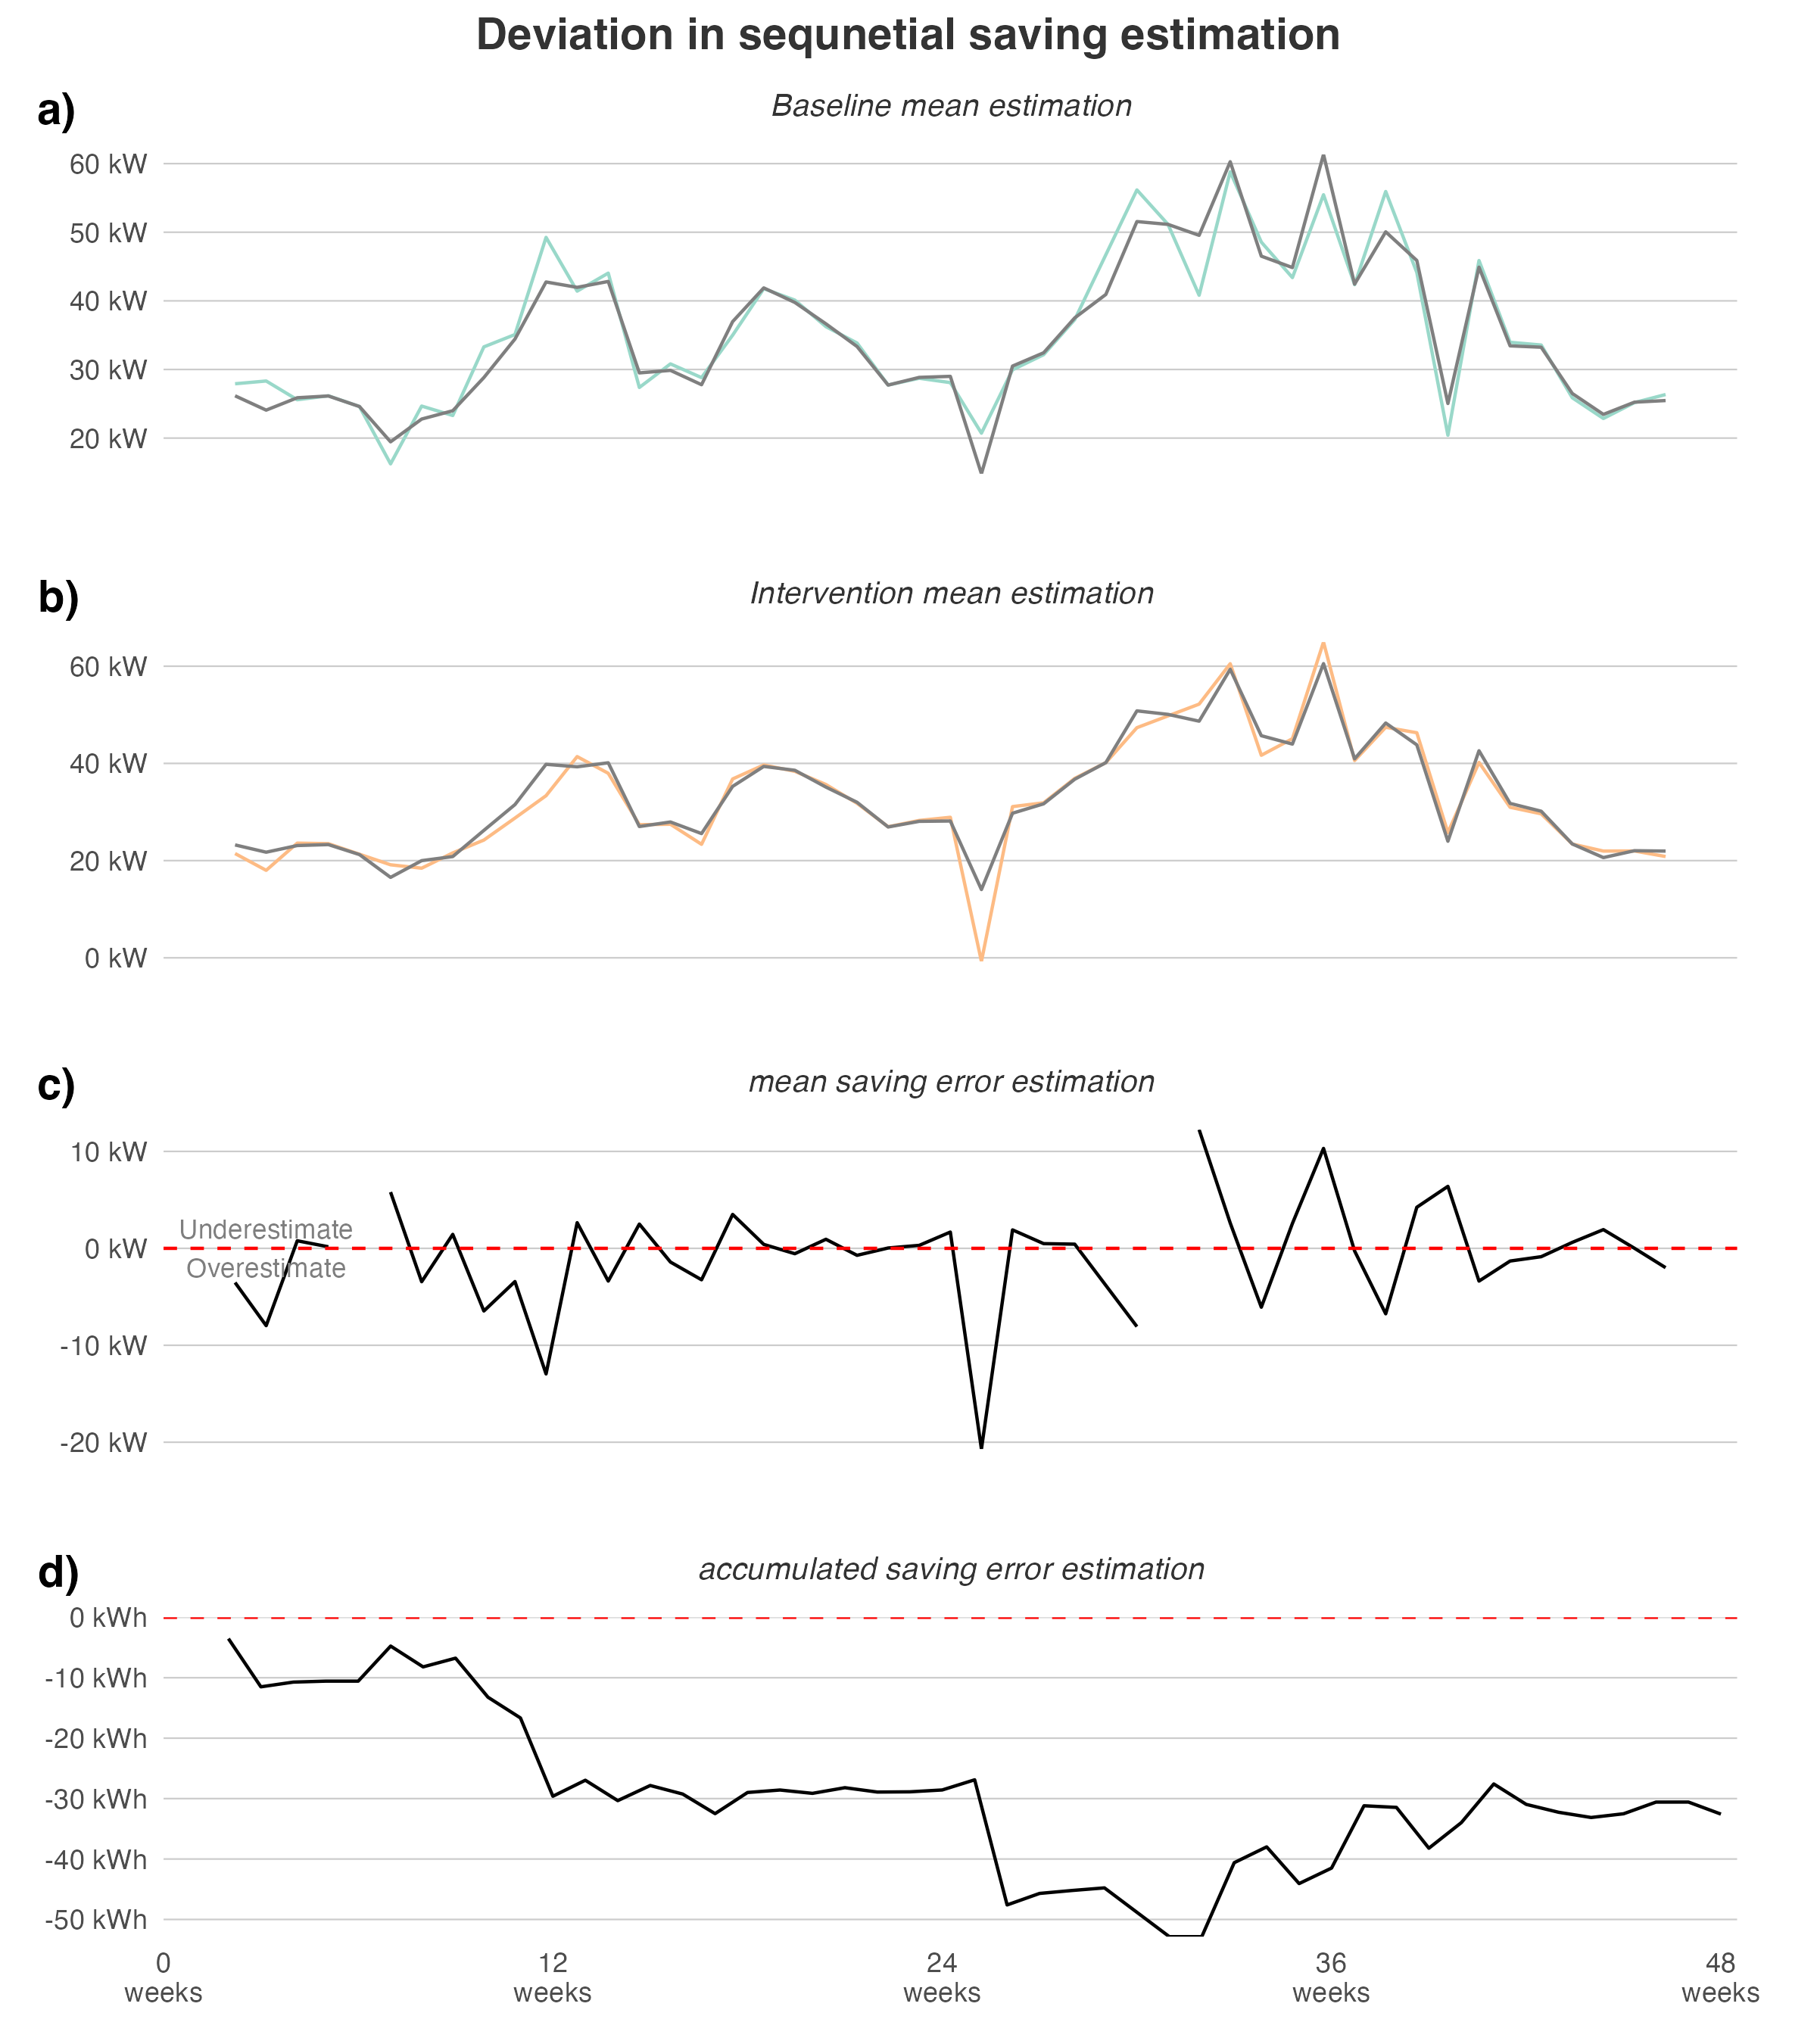 Deviation in sequnetial saving estimation
a)
Baseline mean estimation
60 kW
50 kW
40 kW
30 kW
20 kW
b)
Intervention mean estimation
60 kW
40 kW
20 kW
0 kW
c)
mean saving error estimation
10 kW
Underestimate
0 kW
Overestimate
-10 kW
-20 kW
d)
accumulated saving error estimation
0 kWh
-10 kWh
-20 kWh
-30 kWh
-40 kWh
-50 kWh
0 12 24 36 48
weeks weeks weeks weeks weeks